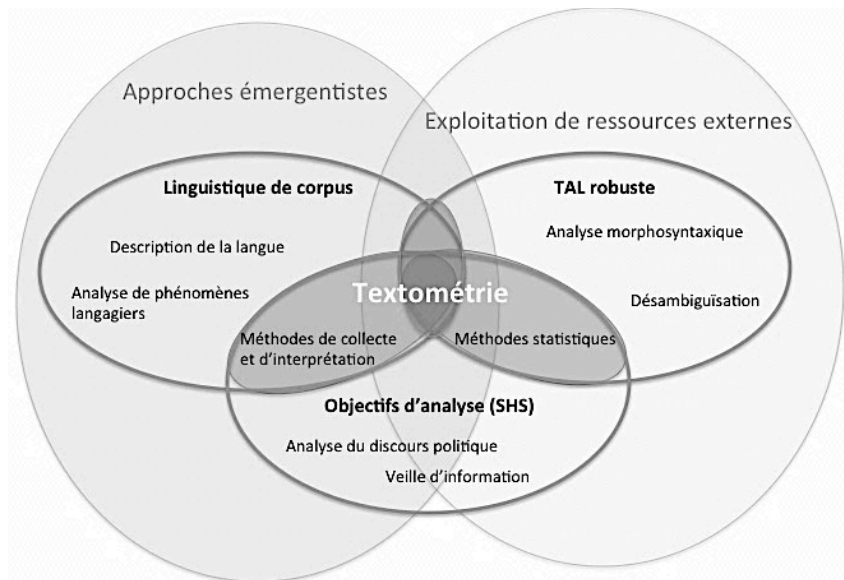 Approches émergentistes
Exploitation de ressources externes
Linguistique de corpus
TAL robuste
Description de la langue
Analyse morphosyntaxique
Analyse de phénomènes
langagiers
Désambiguïsation
Textométrie
Méthodes de collecte
et d'interprétation
Méthodes statistiques
Objectifs d'analyse (SHS)
Analyse du discours politique
Veille d'information